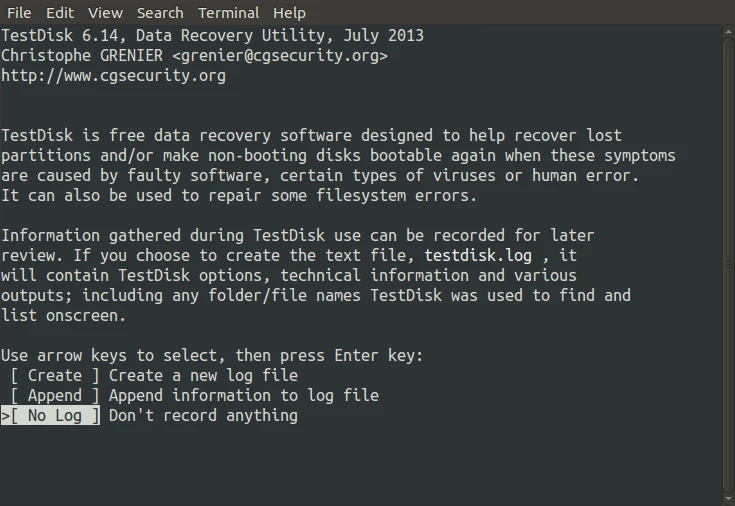 File Edit View Search Terminal Help
TestDisk 6.14, Data Recovery Utility, July 2013
Christophe GRENIER <grenier@cgsecurity.org>
http://www.cgsecurity.org
TestDisk is free data recovery software designed to help recover lost
partitions and/or make non-booting disks bootable again when these symptoms
are caused by faulty software, certain types of viruses or human error.
It can also be used to repair some filesystem errors.
Information gathered during TestDisk use can be recorded for later
review. If you choose to create the text file, testdisk.log , it
will contain TestDisk options, technical information and various
outputs; including any folder/file names TestDisk was used to find and
list onscreen.
Use arrow keys to select, then press Enter key:
[ Create ] Create a new log file
[ Append ] Append information to log file
>[ No Log ] Don't record anything